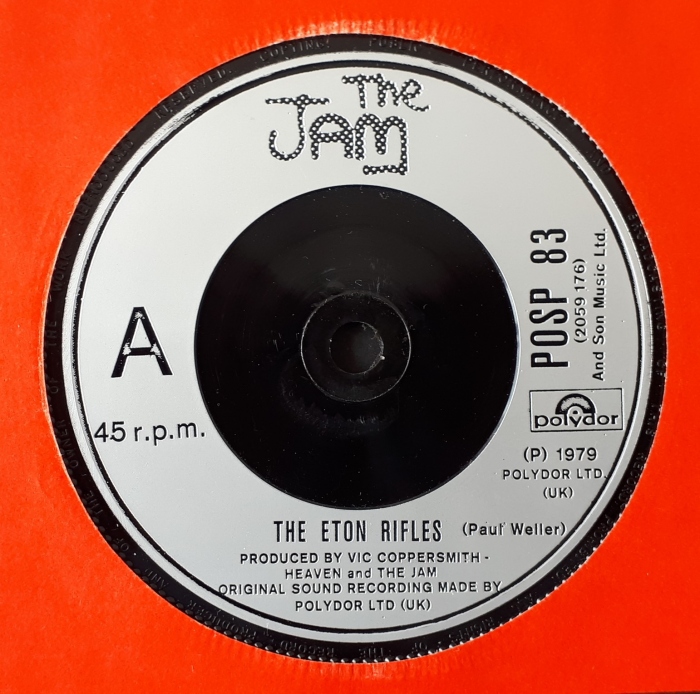 The
JAM
A
45 r.p.m.
POSP 83
(2059 176)
And Son Music Ltd.
polydor
(P) 1979
POLYDOR LTD.
(UK)
THE ETON RIFLES (Paul Weller)
PRODUCED BY VIC COPPERSMITH -
HEAVEN and THE JAM
ORIGINAL SOUND RECORDING MADE BY
POLYDOR LTD (UK)